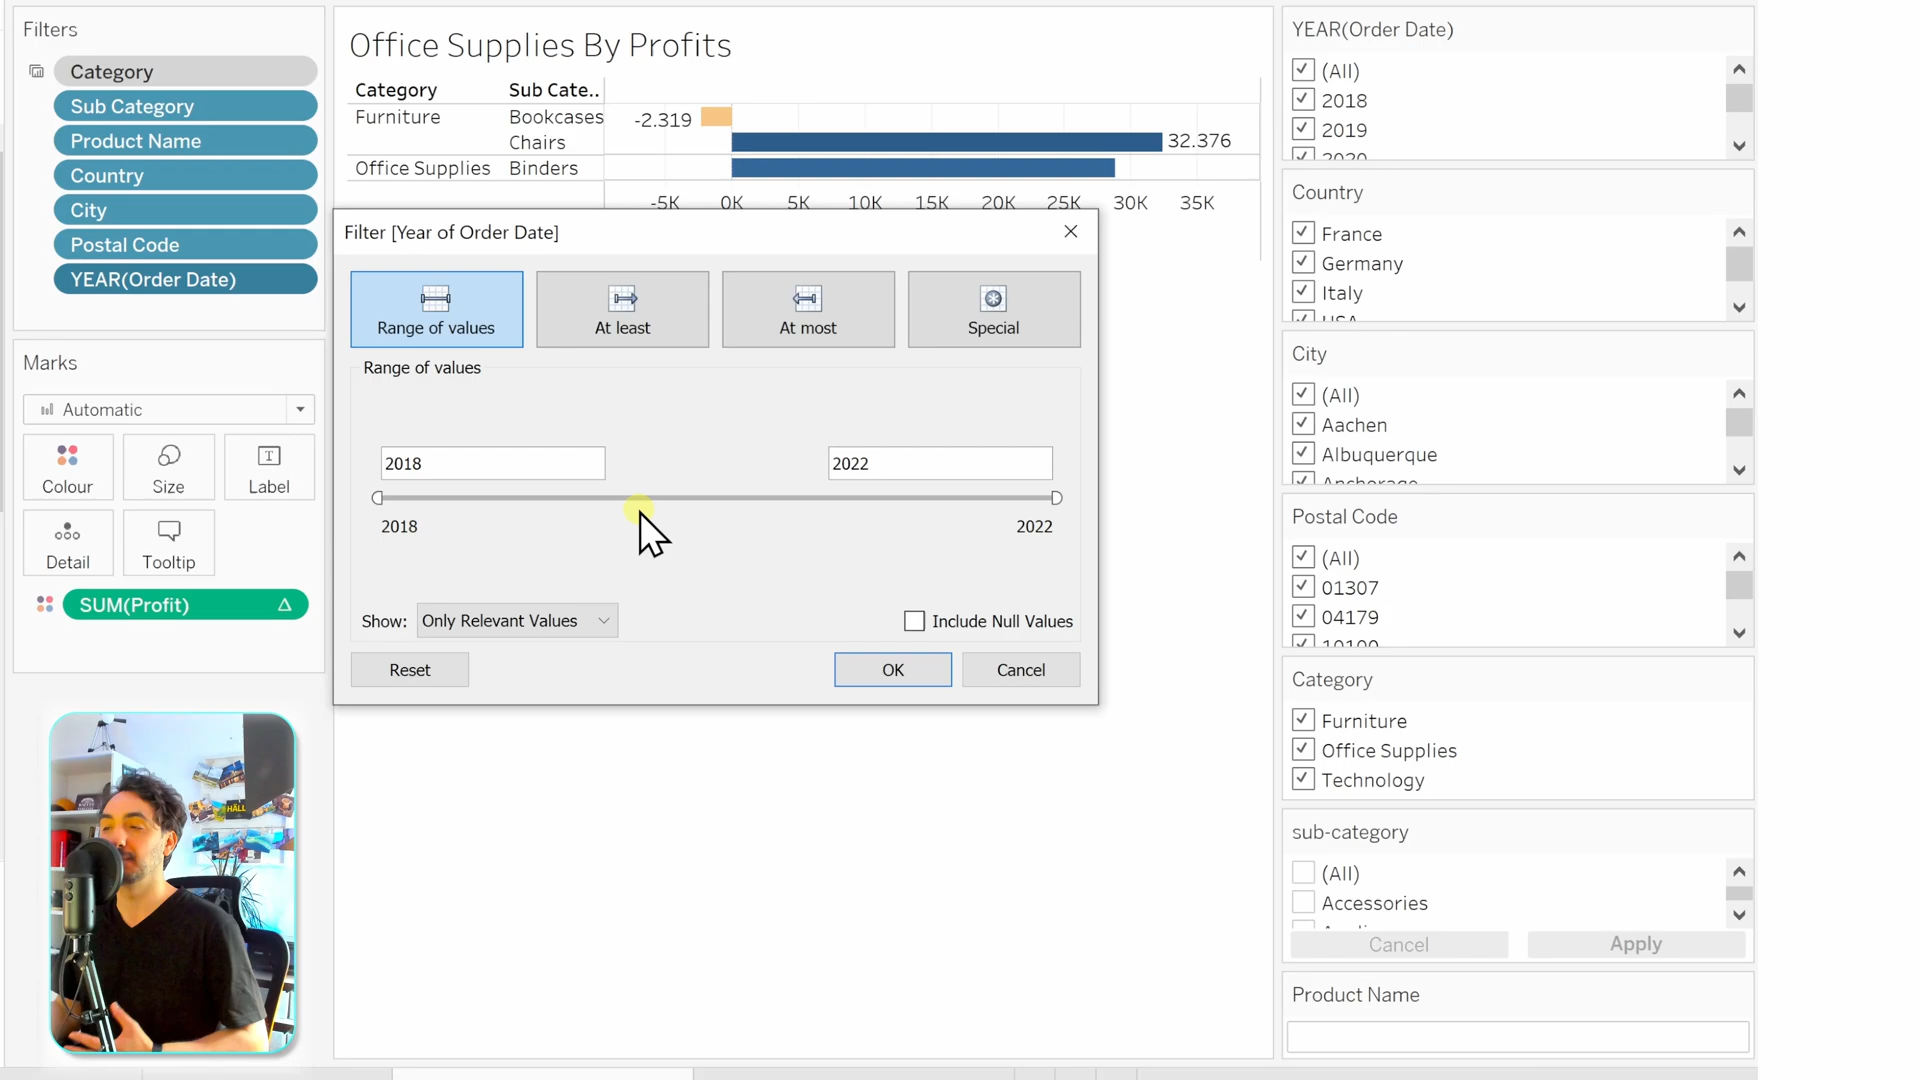 Filters
Category
Sub Category
Product Name
Country
City
Postal Code
YEAR(Order Date)
Marks
Automatic
Colour
Size
Label
Detail
Tooltip
SUM(Profit)
Office Supplies By Profits
Category
Sub Cate..
Furniture
Bookcases
-2.319
Chairs
32.376
Office Supplies
Binders
-5K
0K
5K
10K
15K
20K
25K
30K
35K
Filter [Year of Order Date]
Range of values
At least
At most
Special
Range of values
2018
2022
2018
2022
Show:
Only Relevant Values
Include Null Values
Reset
OK
Cancel
YEAR(Order Date)
(All)
2018
2019
2020
Country
France
Germany
Italy
USA
City
(All)
Aachen
Albuquerque
Anchorage
Postal Code
(All)
01307
04179
10100
Category
Furniture
Office Supplies
Technology
sub-category
(All)
Accessories
Cancel
Apply
Product Name